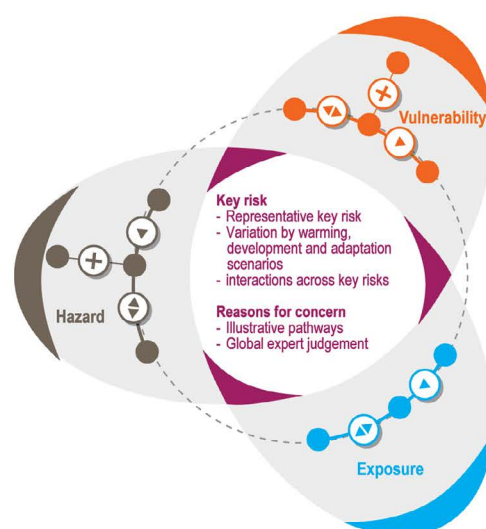 Vulnerability
Key risk
- Representative key risk
- Variation by warming,
development and adaptation
scenarios
- interactions across key risks
Hazard
Reasons for concern
- Illustrative pathways
- Global expert judgement
Exposure